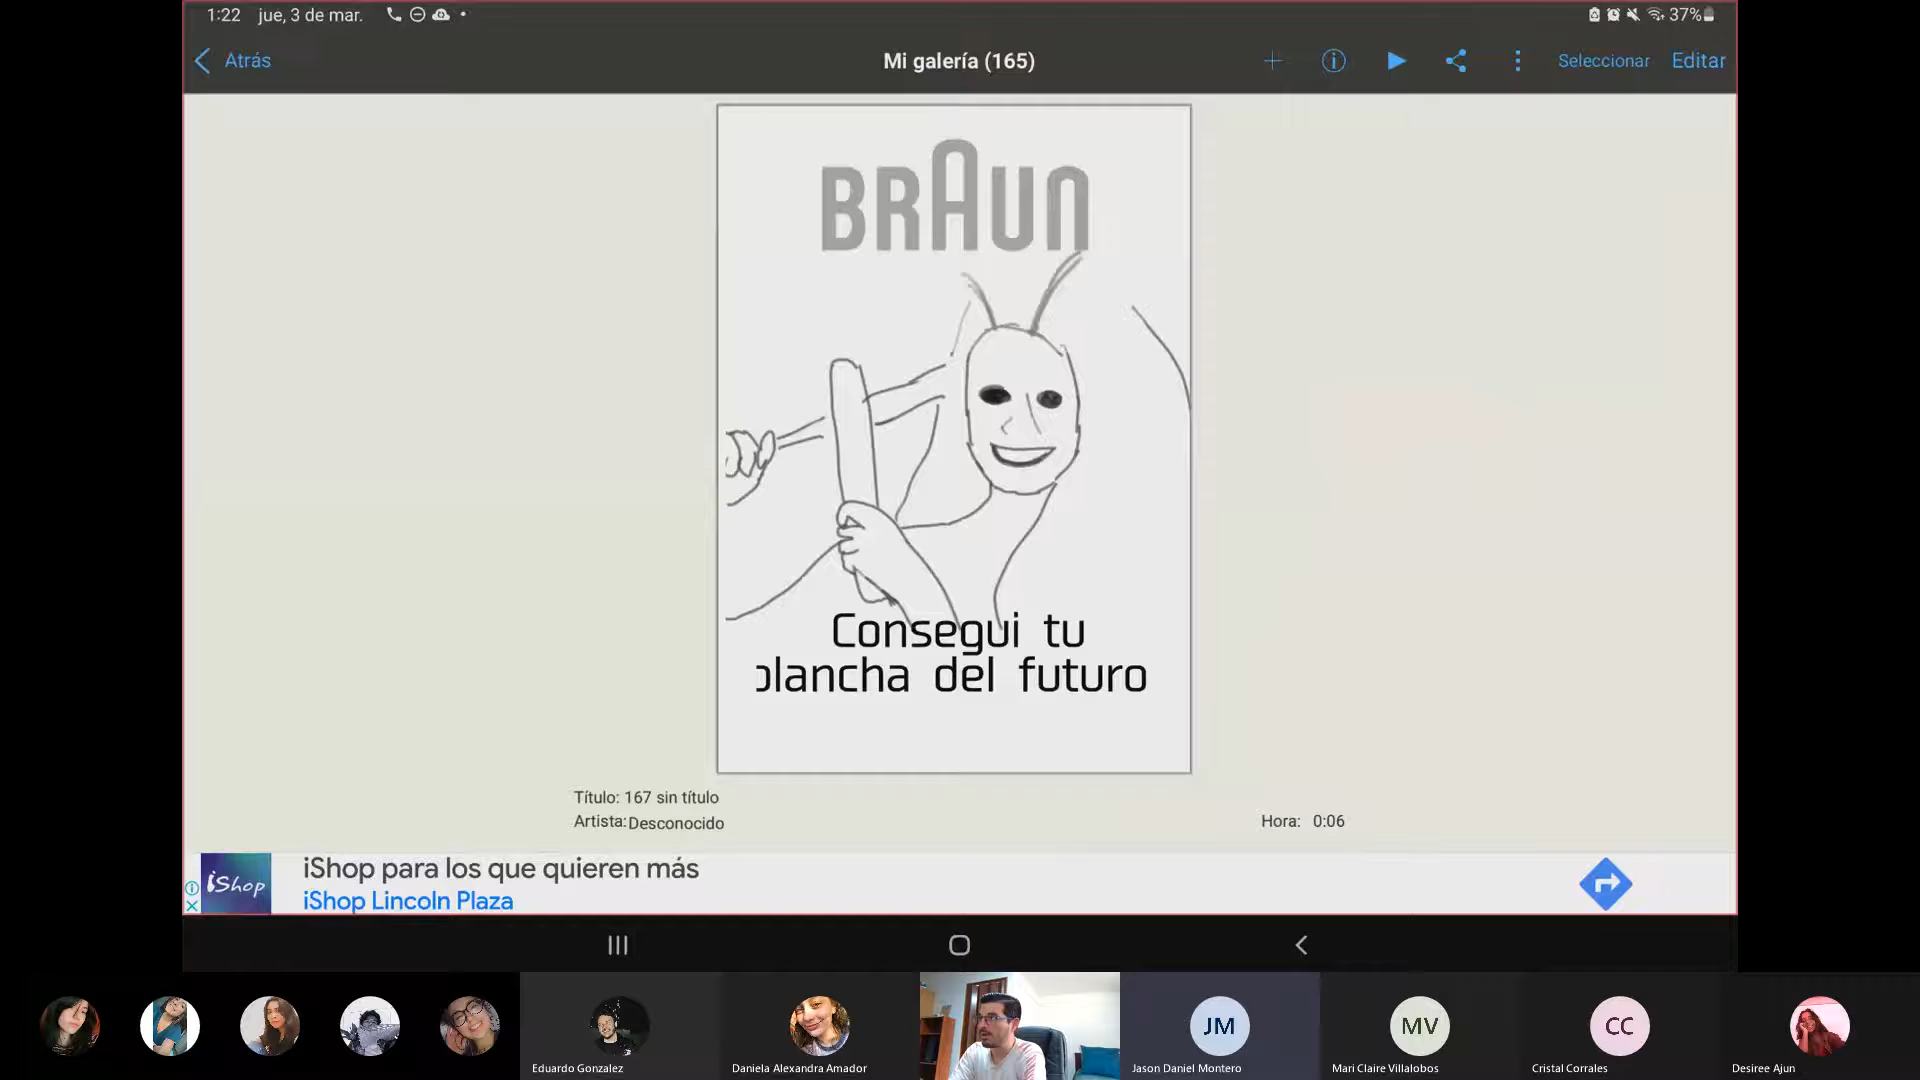 1:22 jue, 3 de mar.
37%
Atrás
Mi galería (165)
Seleccionar
Editar
BRAUN
Consegui tu
plancha del futuro
Título: 167 sin título
Artista: Desconocido
Hora: 0:06
iShop
iShop para los que quieren más
iShop Lincoln Plaza
JM
MV
CC
Eduardo Gonzalez
Daniela Alexandra Amador
Jason Daniel Montero
Mari Claire Villalobos
Cristal Corrales
Desiree Ajun